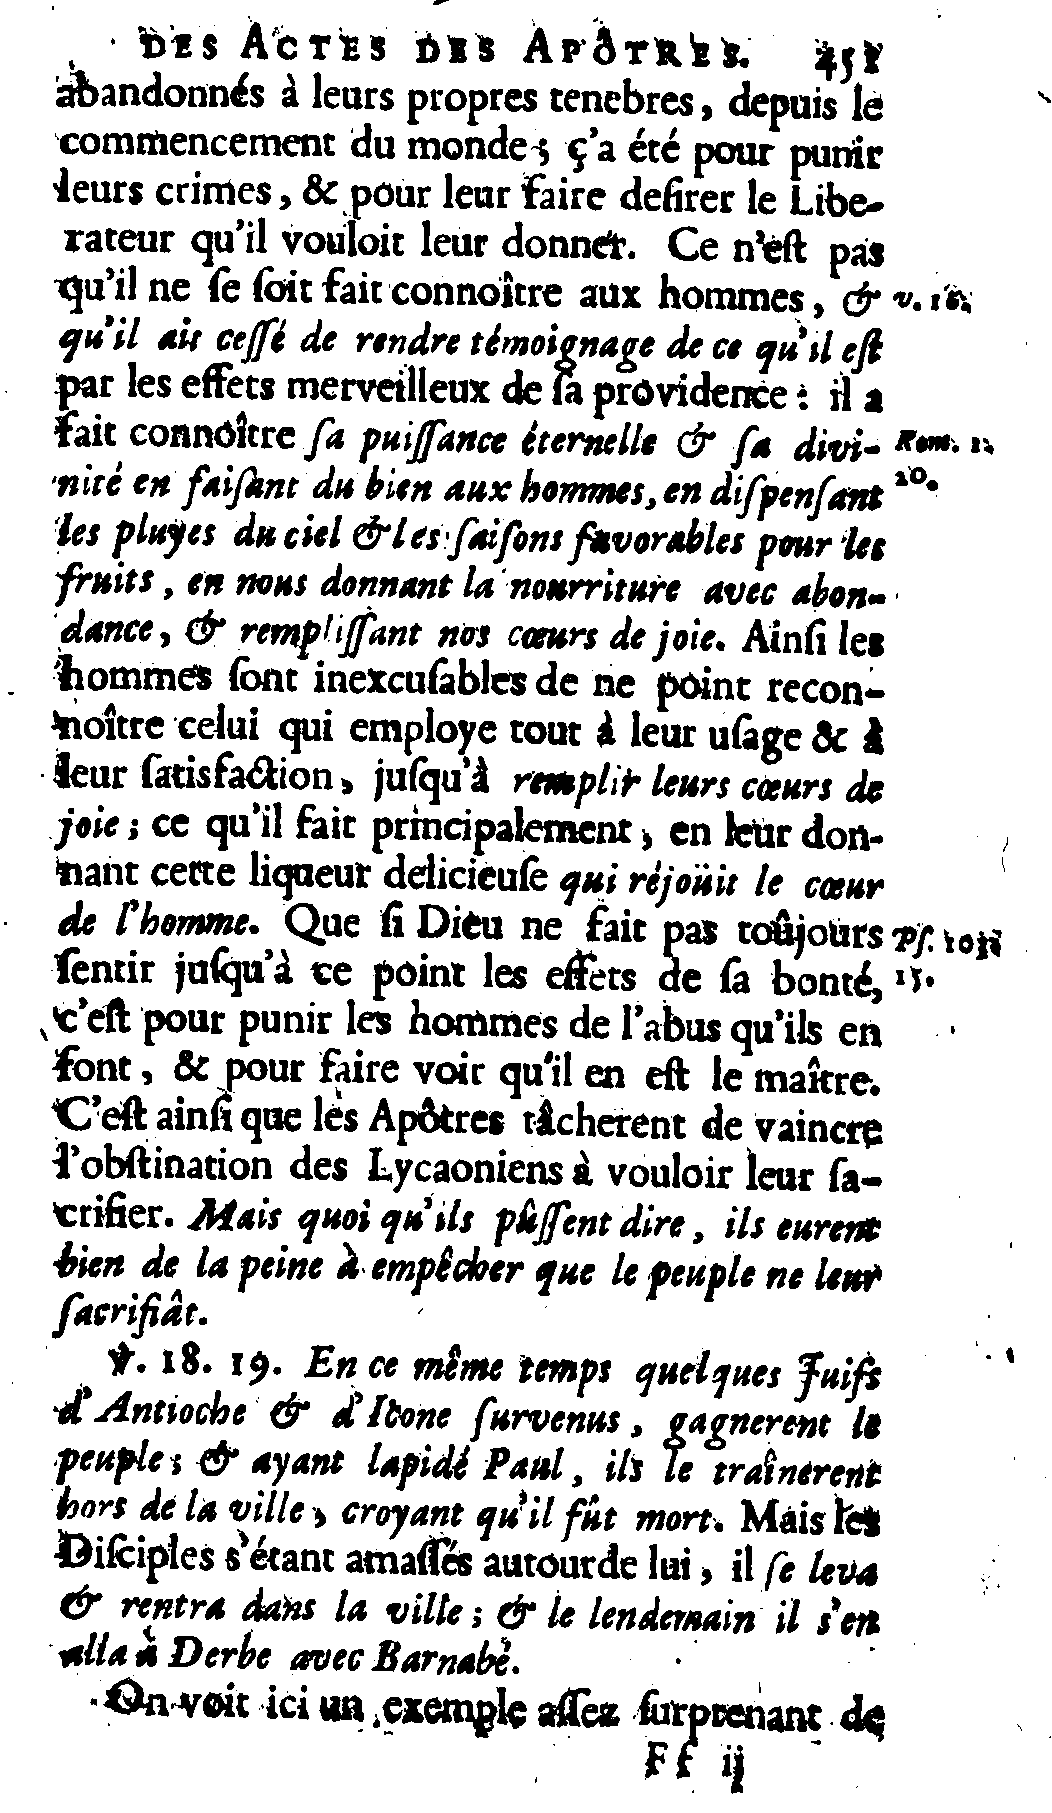 DES ACTES DES APÔTRES. 451
abandonnés à leurs propres tenebres, depuis le
commencement du monde; ç'a été pour punir
leurs crimes, & pour leur faire deſirer le Libe-
rateur qu'il vouloit leur donner. Ce n'eſt pas
qu'il ne ſe ſoit fait connoître aux hommes, & v. 16.
qu'il ait ceſſé de rendre témoignage de ce qu'il eſt
par les effets merveilleux de ſa providence: il a
fait connoître ſa puiſſance éternelle & ſa divi- Rom. 1.
nité en faiſant du bien aux hommes, en diſpenſant 20.
les pluyes du ciel & les ſaiſons favorables pour les
fruits, en nous donnant la nourriture avec abon-
dance, & rempliſſant nos cœurs de joie. Ainſi les
hommes ſont inexcuſables de ne point recon-
noître celui qui employe tout à leur uſage & à
leur ſatisfaction, juſqu'à remplir leurs cœurs de
joie; ce qu'il fait principalement, en leur don-
nant cette liqueur delicieuſe qui réjoüit le cœur
de l'homme. Que ſi Dieu ne fait pas toûjours Pſ.
ſentir juſqu'à ce point les effets de ſa bonté, 15.
c'eſt pour punir les hommes de l'abus qu'ils en
font, & pour faire voir qu'il en eſt le maître.
C'eſt ainſi que les Apôtres tâcherent de vaincre
l'obſtination des Lycaoniens à vouloir leur ſa-
crifier. Mais quoi qu'ils pûſſent dire, ils eurent
bien de la peine à empêcher que le peuple ne leur
ſacrifiât.
℣. 18. 19. En ce même temps quelques Juifs
d'Antioche & d'Icone ſurvenus, gagnerent le
peuple; & ayant lapidé Paul, ils le traînerent
hors de la ville, croyant qu'il fût mort. Mais les
Diſciples s'étant amaſſés autour de lui, il ſe leva
& rentra dans la ville; & le lendemain il s'en
alla à Derbe avec Barnabé.
On voit ici un exemple aſſez ſurprenant de
Ff ij